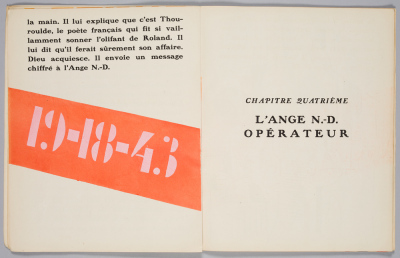 la main. Il lui explique que c'est Thou-
roulde, le poète français qui fit si vail-
lamment sonner l'olifant de Roland. Il
lui dit qu'il ferait sûrement son affaire.
Dieu acquiesce. Il envoie un message
chiffré à l'Ange N.-D.
19-18-43
CHAPITRE QUATRIÈME
L'ANGE N.-D.
OPÉRATEUR